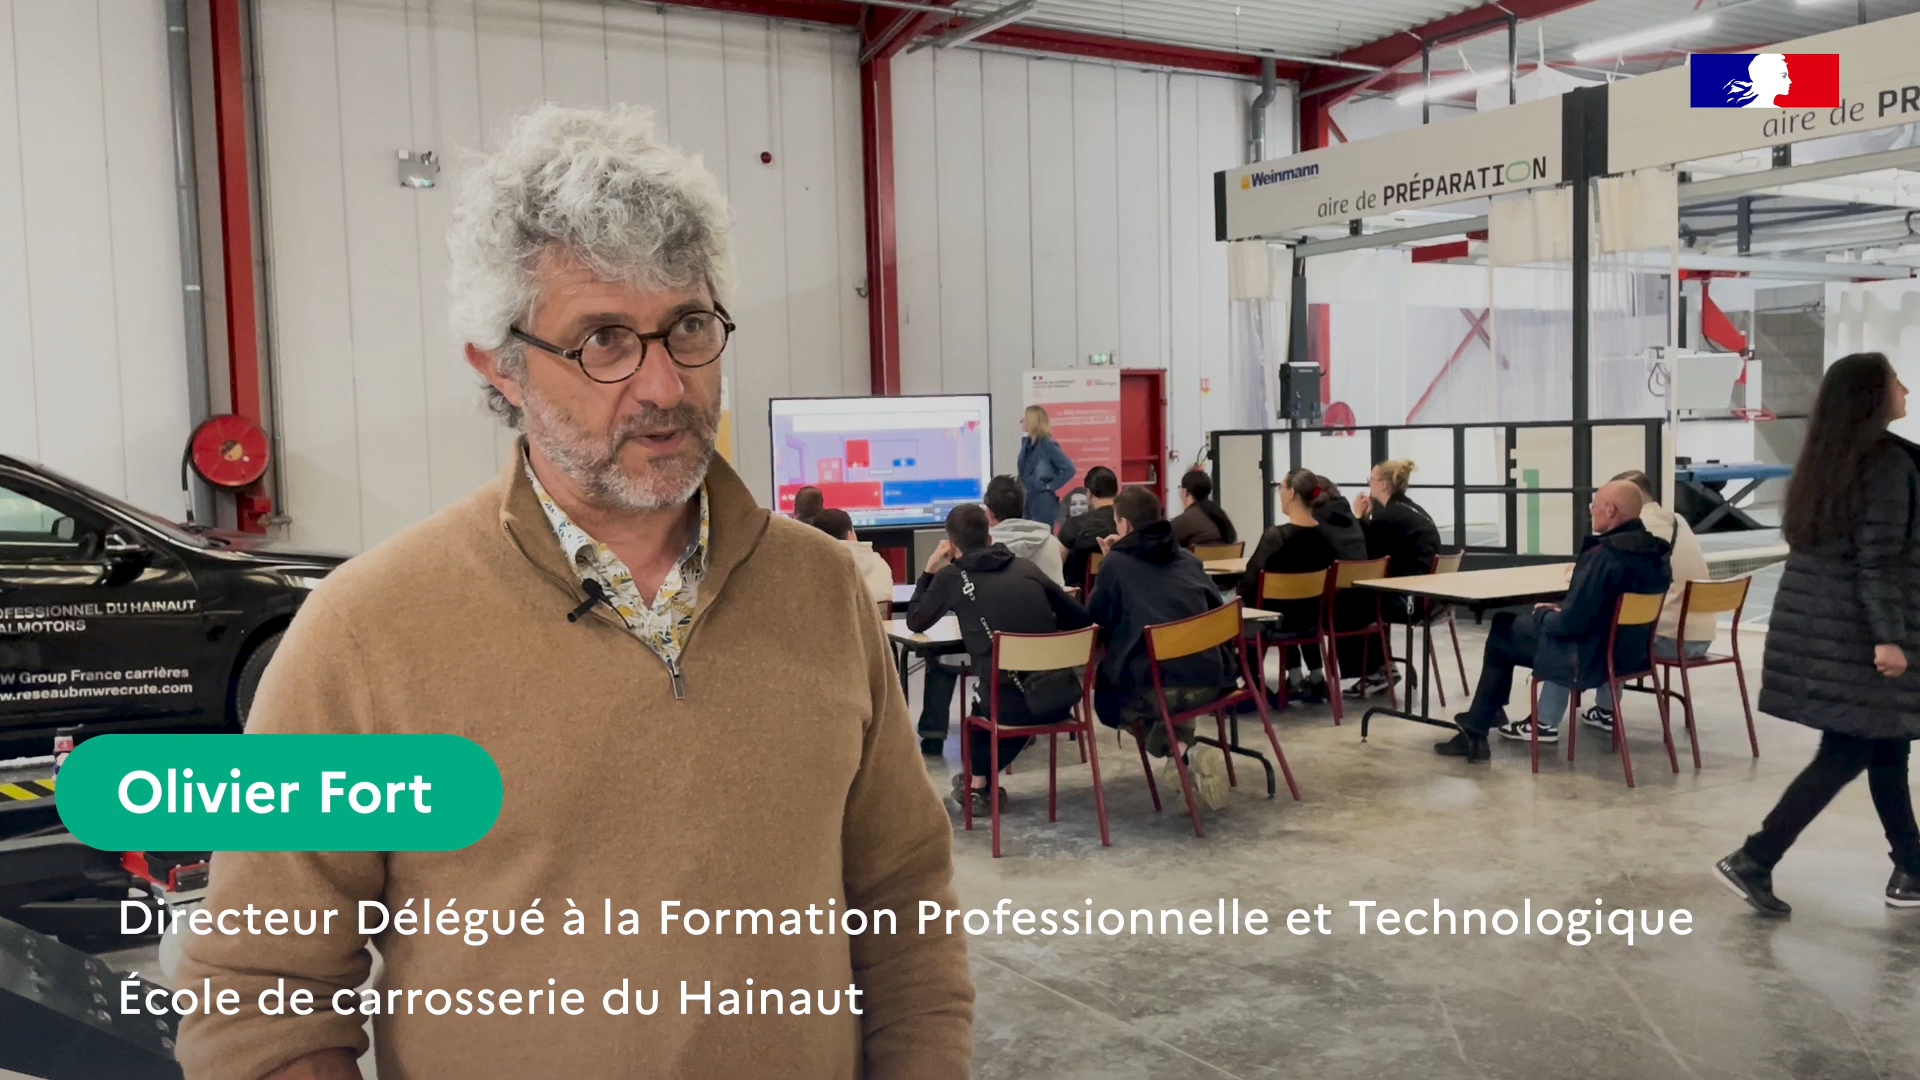 aire de PR
Weinmann
aire de PRÉPARATION
OFESSIONNEL DU HAINAUT
ALMOTORS
W Group France carrières
w.reseaubmwrecrute.com
Olivier Fort
Directeur Délégué à la Formation Professionnelle et Technologique
École de carrosserie du Hainaut